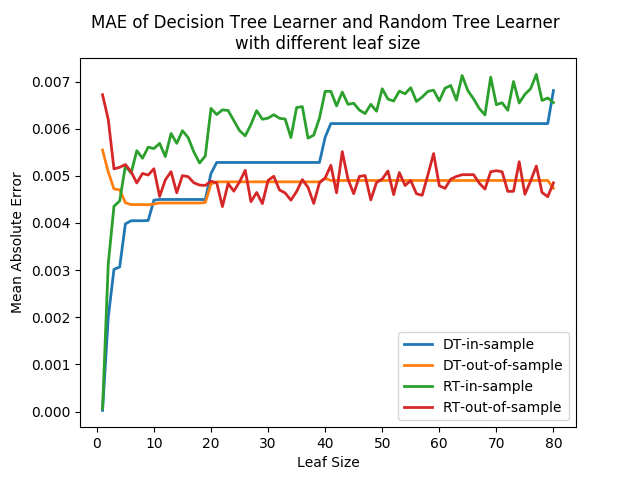 MAE of Decision Tree Learner and Random Tree Learner
with different leaf size
0.007
0.006
0.005
0.004
0.003
0.002
0.001
0.000
Mean Absolute Error
DT-in-sample
DT-out-of-sample
RT-in-sample
RT-out-of-sample
0 10 20 30 40 50 60 70 80
Leaf Size